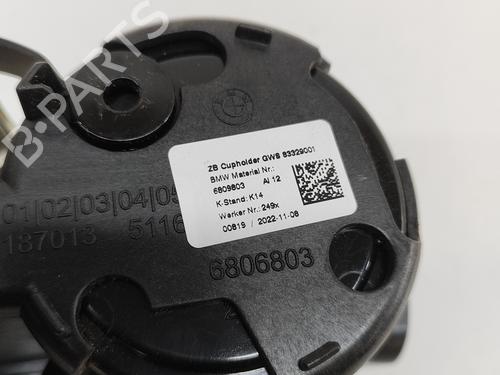 B-PARTS
ZB Cupholder GWS 83329001
BMW Material Nr.:
6809803 AI 12
K-Stand: K14
Werker Nr.: 249x
00819 / 2022-11-08
01|02|03|04|05
187013 5116
6806803